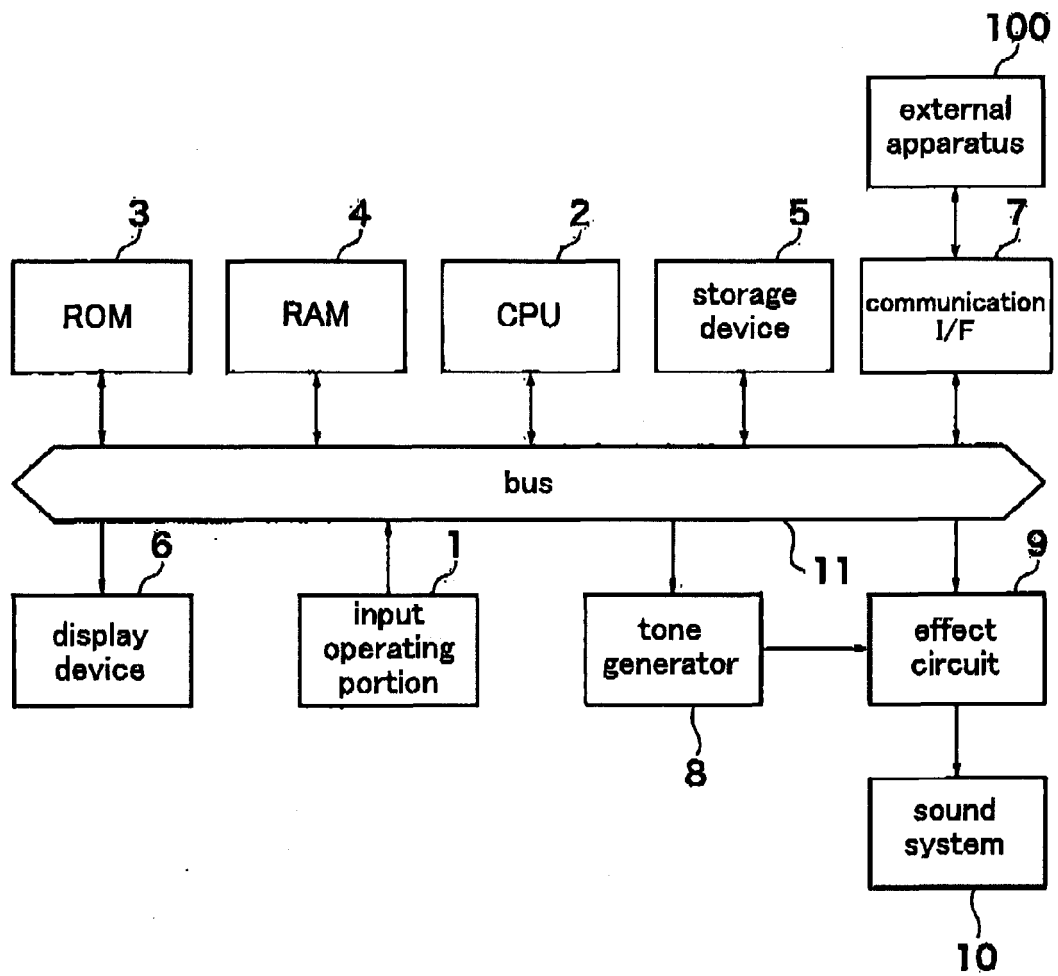 100
external
apparatus
3
4
2
5
7
ROM
RAM
CPU
storage
device
communication
I/F
bus
6
1
11
9
display
device
input
operating
portion
tone
generator
effect
circuit
8
sound
system
10